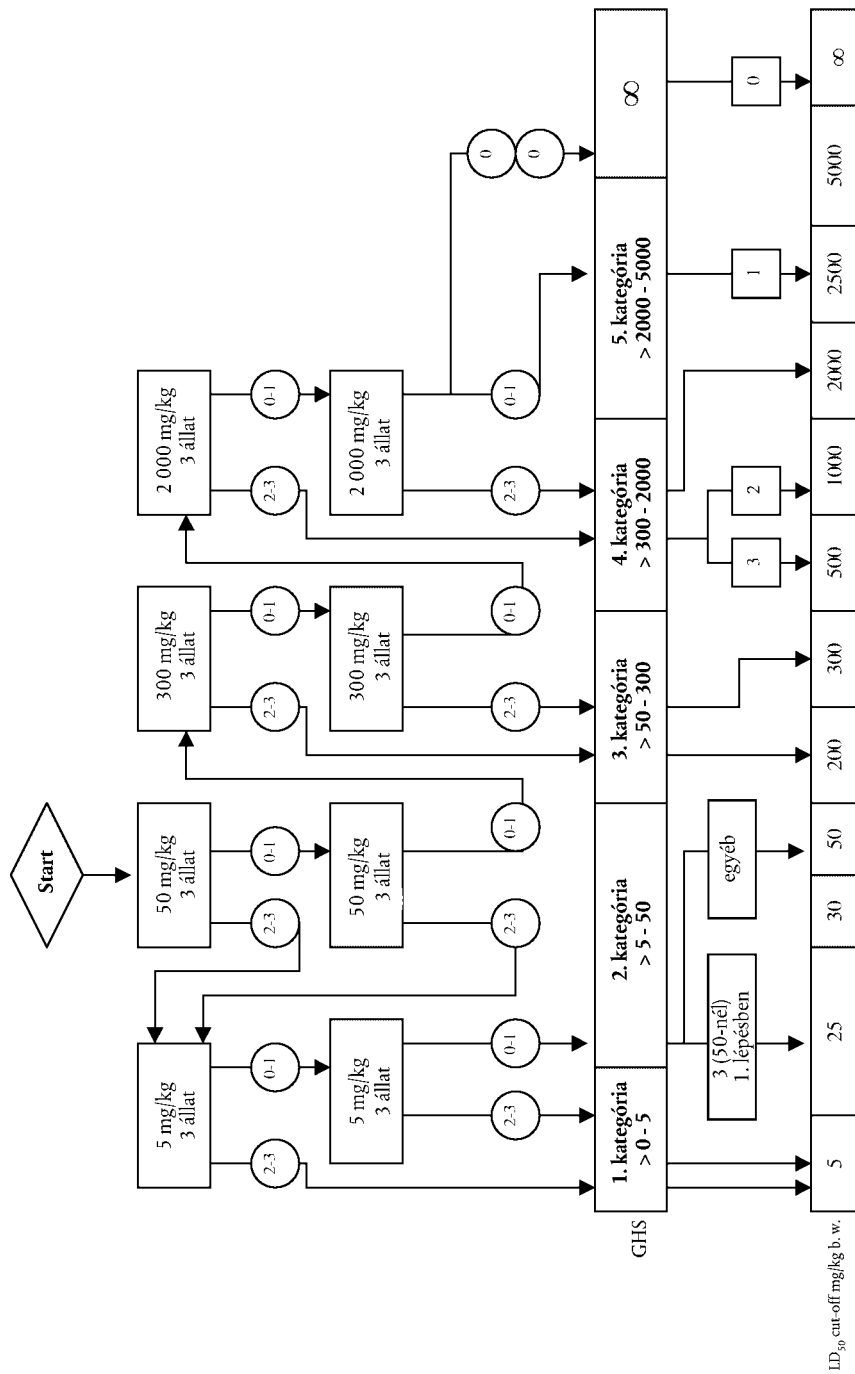 Start
5 mg/kg
3 állat
50 mg/kg
3 állat
300 mg/kg
3 állat
2 000 mg/kg
3 állat
2-3
0-1
2-3
0-1
2-3
0-1
2-3
0-1
5 mg/kg
3 állat
50 mg/kg
3 állat
300 mg/kg
3 állat
2 000 mg/kg
3 állat
2-3
0-1
2-3
0-1
2-3
0-1
2-3
0-1
0
0
GHS
1. kategória
> 0 - 5
2. kategória
> 5 - 50
3. kategória
> 50 - 300
4. kategória
> 300 - 2000
5. kategória
> 2000 - 5000
∞
3 (50-nél)
1. lépésben
egyéb
3
2
1
0
LD50 cut-off mg/kg b. w.
5
25
30
50
200
300
500
1000
2000
2500
5000
∞